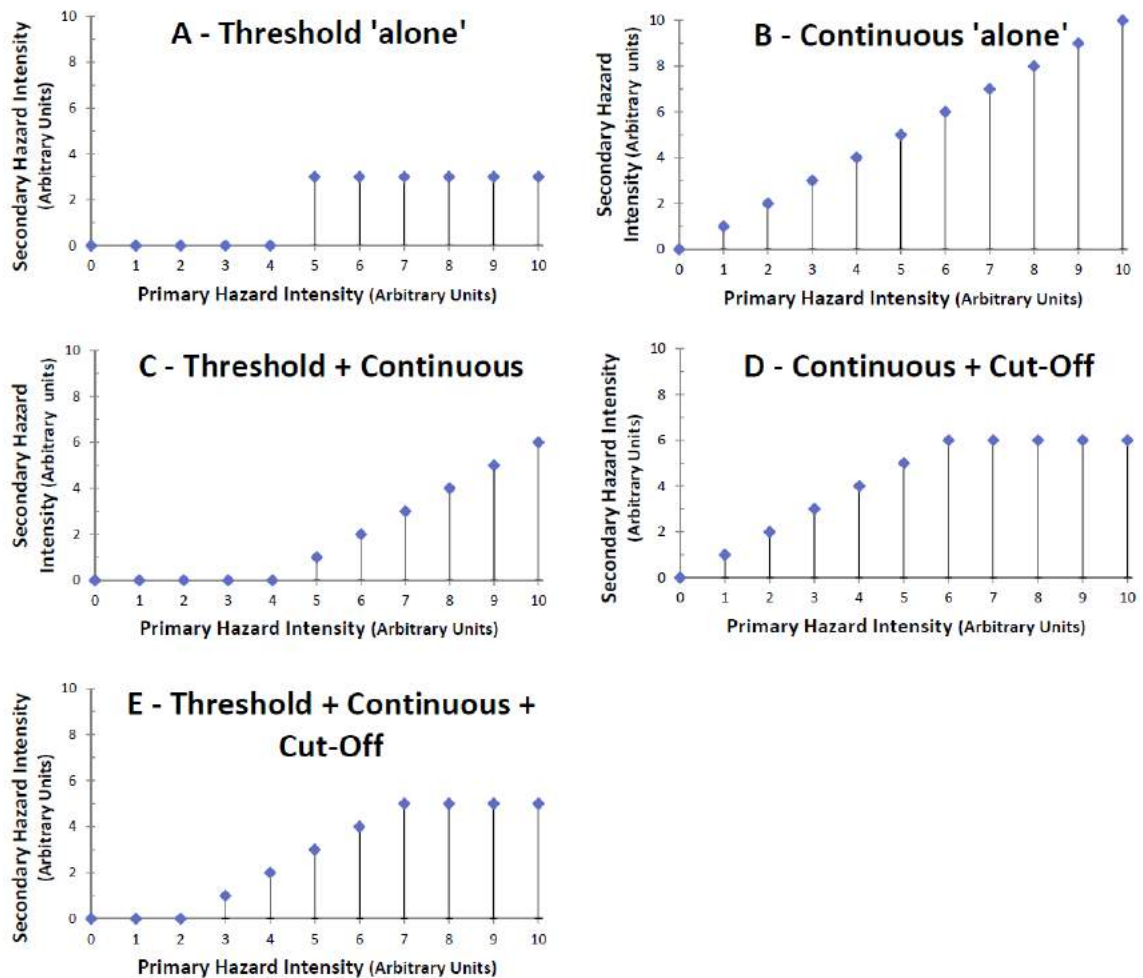 A - Threshold 'alone'
Secondary Hazard Intensity
(Arbitrary Units)
10
8
6
4
2
0
0 1 2 3 4 5 6 7 8 9 10
Primary Hazard Intensity (Arbitrary Units)
B - Continuous 'alone'
Secondary Hazard
Intensity (Arbitrary units)
10
8
6
4
2
0
0 1 2 3 4 5 6 7 8 9 10
Primary Hazard Intensity (Arbitrary Units)
C - Threshold + Continuous
Secondary Hazard
Intensity (Arbitrary units)
10
8
6
4
2
0
0 1 2 3 4 5 6 7 8 9 10
Primary Hazard Intensity (Arbitrary Units)
D - Continuous + Cut-Off
Secondary Hazard Intensity
(Arbitrary Units)
10
8
6
4
2
0
0 1 2 3 4 5 6 7 8 9 10
Primary Hazard Intensity (Arbitrary Units)
E - Threshold + Continuous +
Cut-Off
Secondary Hazard Intensity
(Arbitrary Units)
10
8
6
4
2
0
0 1 2 3 4 5 6 7 8 9 10
Primary Hazard Intensity (Arbitrary Units)